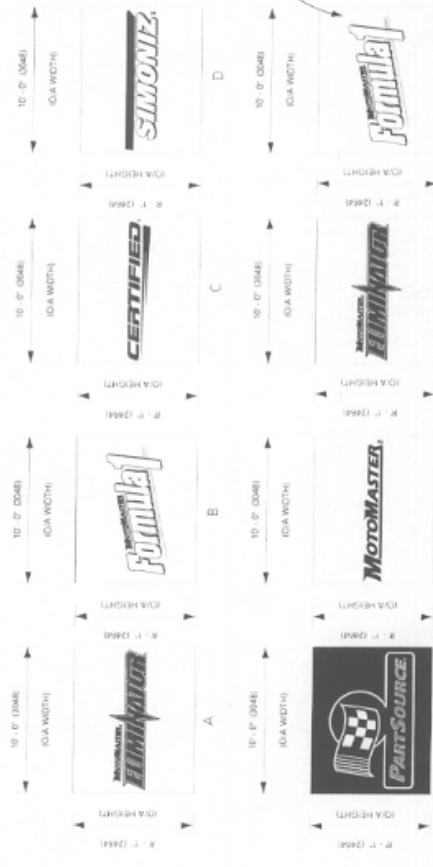 10' - 0" (3048)
(O/A WIDTH)
8' - 1" (2464)
(O/A HEIGHT)
MOTOMASTER
ELIMINATOR
A
10' - 0" (3048)
(O/A WIDTH)
8' - 1" (2464)
(O/A HEIGHT)
MOTOMASTER
Formula 1
B
10' - 0" (3048)
(O/A WIDTH)
8' - 1" (2464)
(O/A HEIGHT)
CERTIFIED
C
10' - 0" (3048)
(O/A WIDTH)
8' - 1" (2464)
(O/A HEIGHT)
SIMONIZ
D
10' - 0" (3048)
(O/A WIDTH)
8' - 1" (2464)
(O/A HEIGHT)
PARTSOURCE
10' - 0" (3048)
(O/A WIDTH)
8' - 1" (2464)
(O/A HEIGHT)
MOTOMASTER
10' - 0" (3048)
(O/A WIDTH)
8' - 1" (2464)
(O/A HEIGHT)
MOTOMASTER
ELIMINATOR
10' - 0" (3048)
(O/A WIDTH)
8' - 1" (2464)
(O/A HEIGHT)
MOTOMASTER
Formula 1